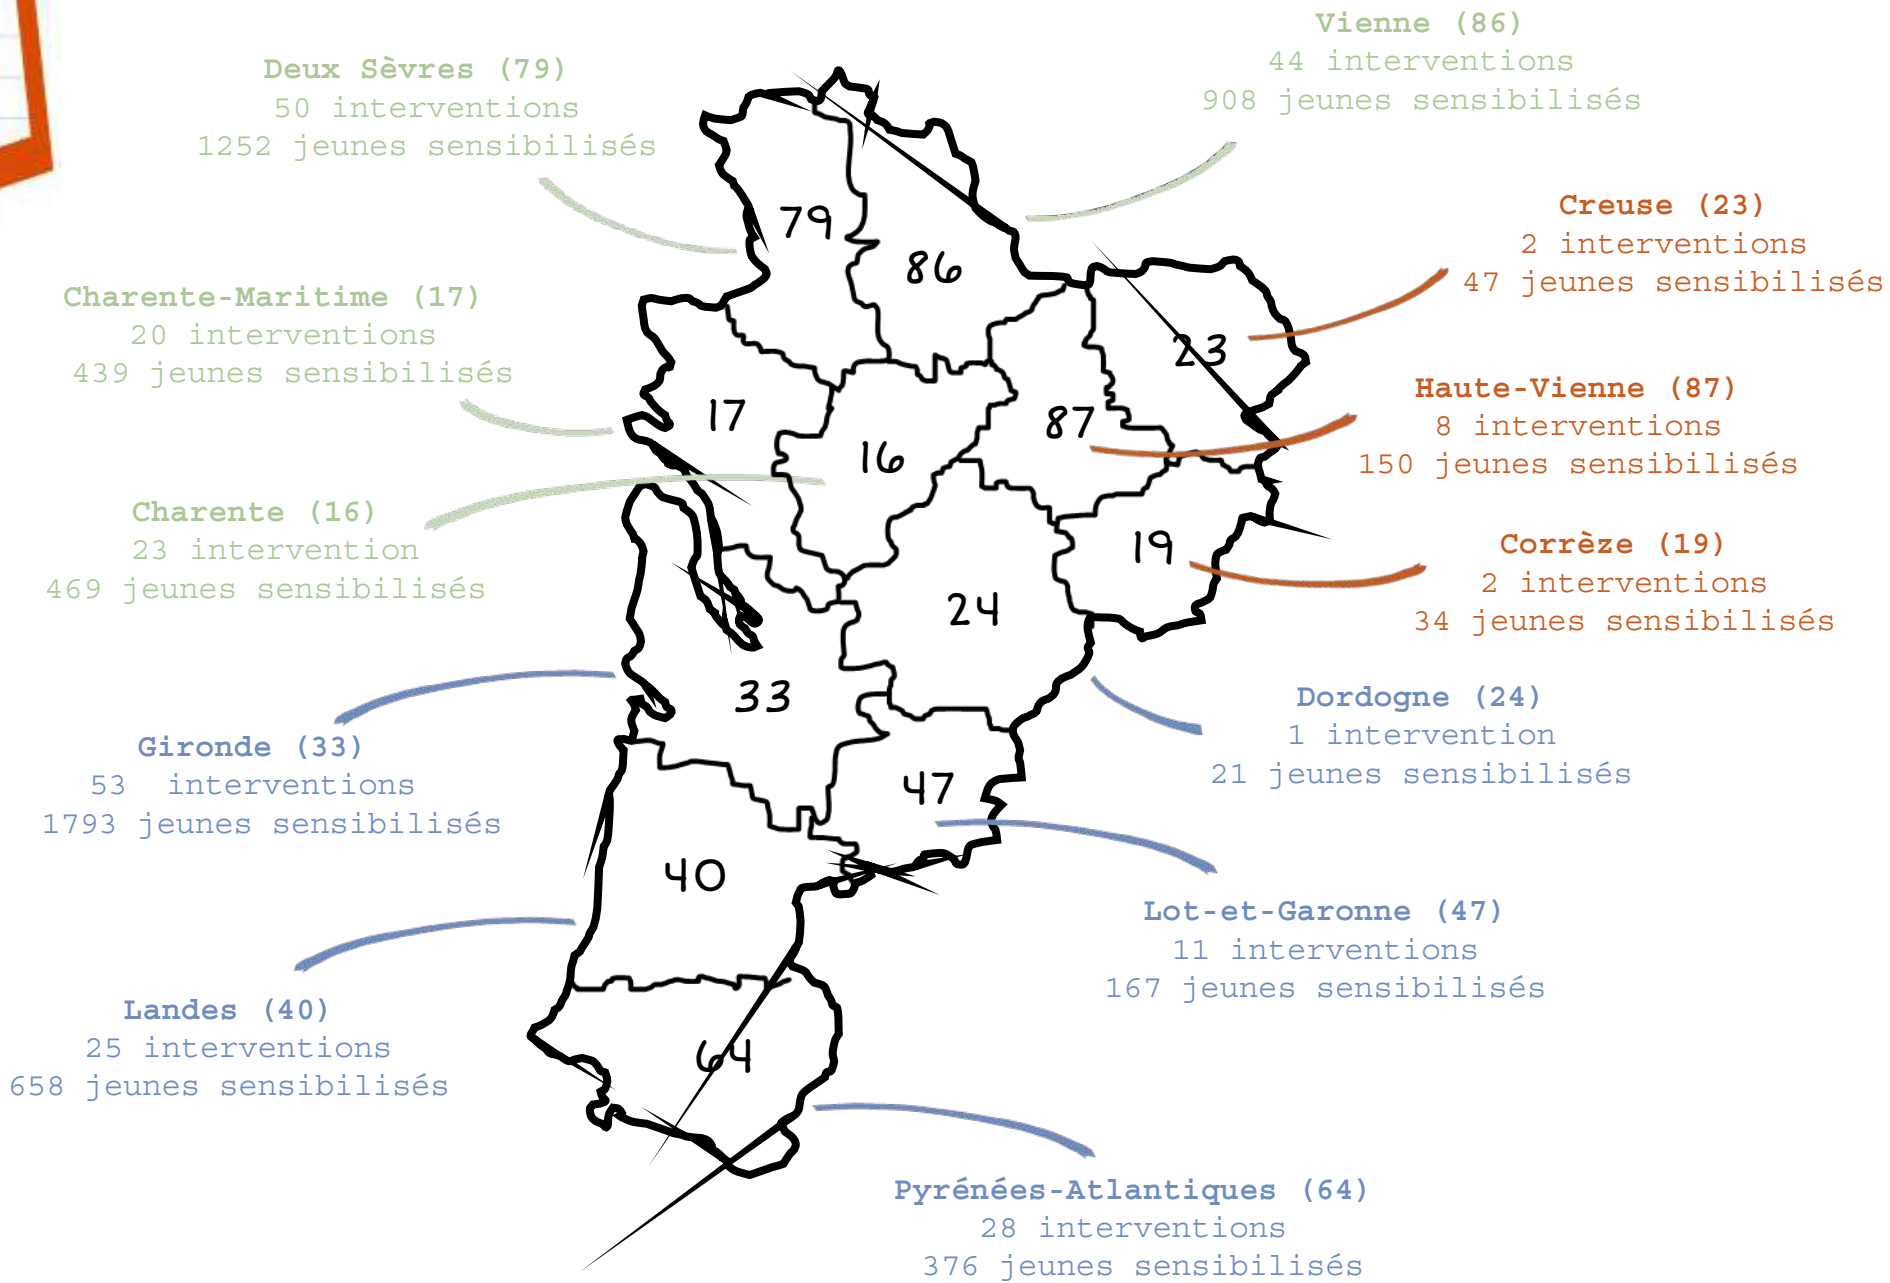 Vienne (86)
44 interventions
908 jeunes sensibilisés
Deux Sèvres (79)
50 interventions
1252 jeunes sensibilisés
Creuse (23)
2 interventions
47 jeunes sensibilisés
Charente-Maritime (17)
20 interventions
439 jeunes sensibilisés
Haute-Vienne (87)
8 interventions
150 jeunes sensibilisés
Charente (16)
23 intervention
469 jeunes sensibilisés
Corrèze (19)
2 interventions
34 jeunes sensibilisés
Dordogne (24)
1 intervention
21 jeunes sensibilisés
Gironde (33)
53 interventions
1793 jeunes sensibilisés
Lot-et-Garonne (47)
11 interventions
167 jeunes sensibilisés
Landes (40)
25 interventions
658 jeunes sensibilisés
Pyrénées-Atlantiques (64)
28 interventions
376 jeunes sensibilisés
79
86
23
17
87
16
19
24
33
47
40
64